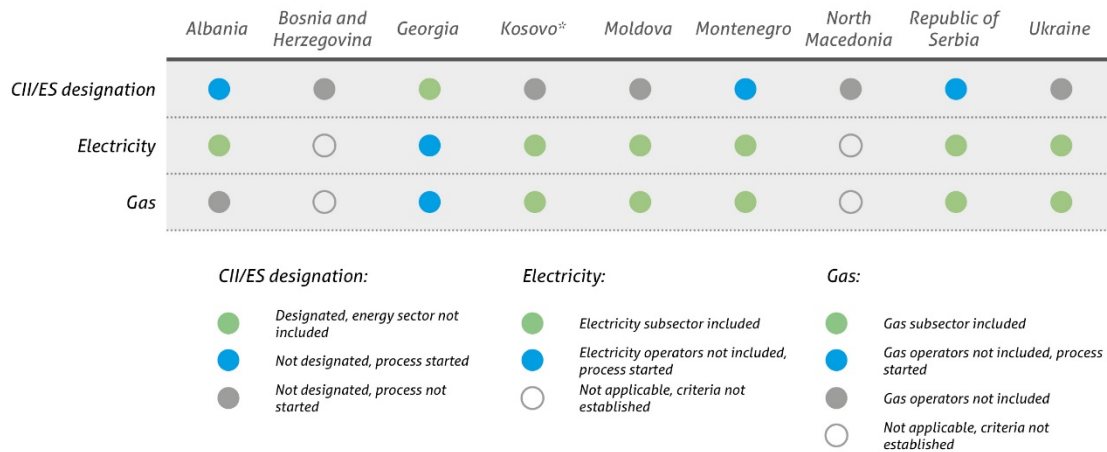 Albania
Bosnia and
Herzegovina
Georgia
Kosovo*
Moldova
Montenegro
North
Macedonia
Republic of
Serbia
Ukraine
CII/ES designation
Electricity
Gas
CII/ES designation:
Designated, energy sector not
included
Not designated, process started
Not designated, process not
started
Electricity:
Electricity subsector included
Electricity operators not included,
process started
Not applicable, criteria not
established
Gas:
Gas subsector included
Gas operators not included, process
started
Gas operators not included
Not applicable, criteria not
established